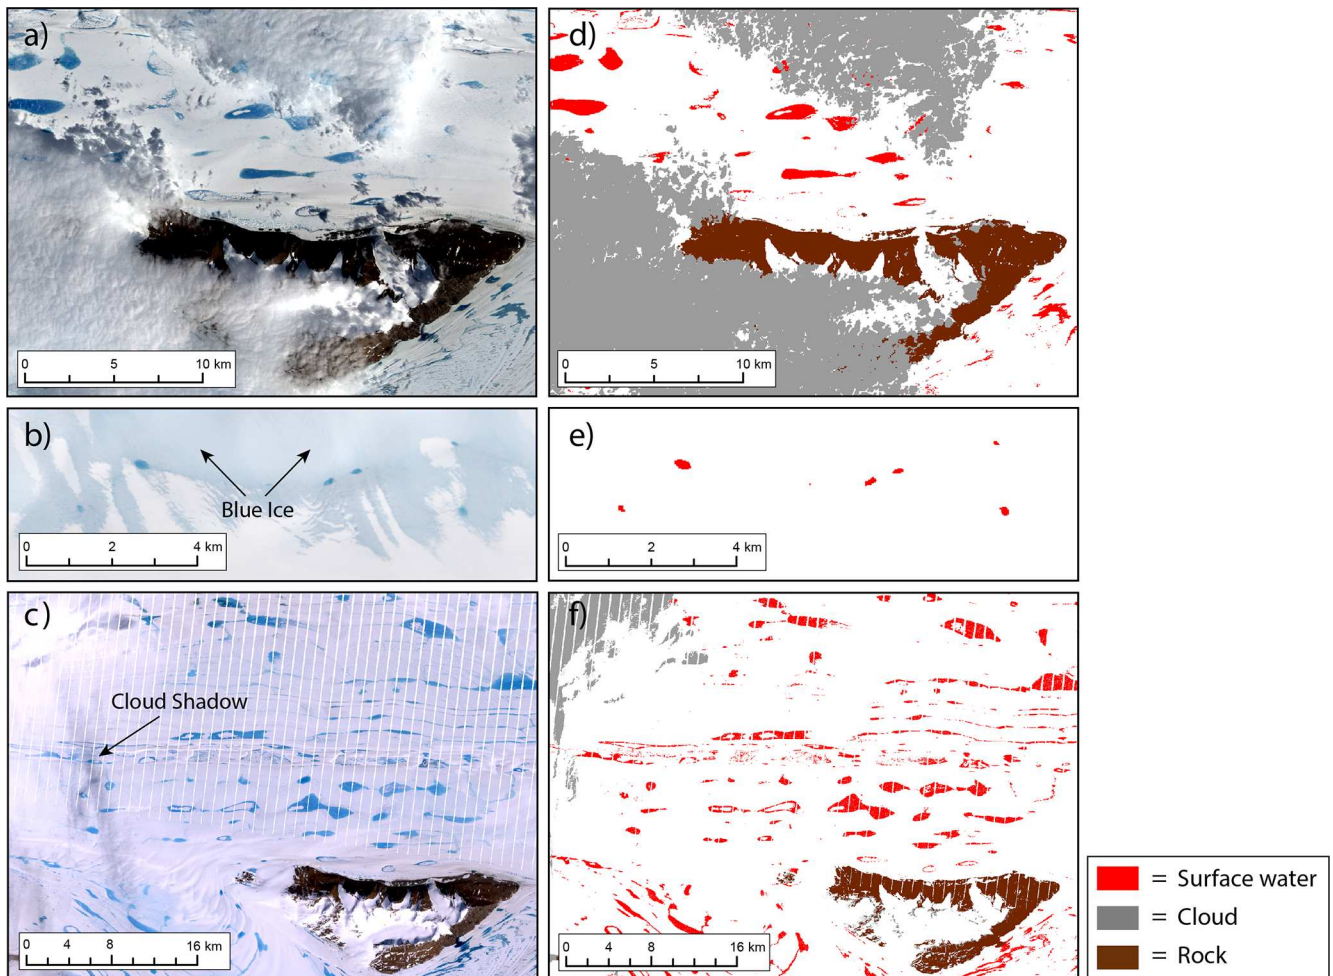 a)
0 5 10 km
d)
0 5 10 km
b)
Blue Ice
0 2 4 km
e)
0 2 4 km
c)
Cloud Shadow
0 4 8 16 km
f)
0 4 8 16 km
= Surface water
= Cloud
= Rock